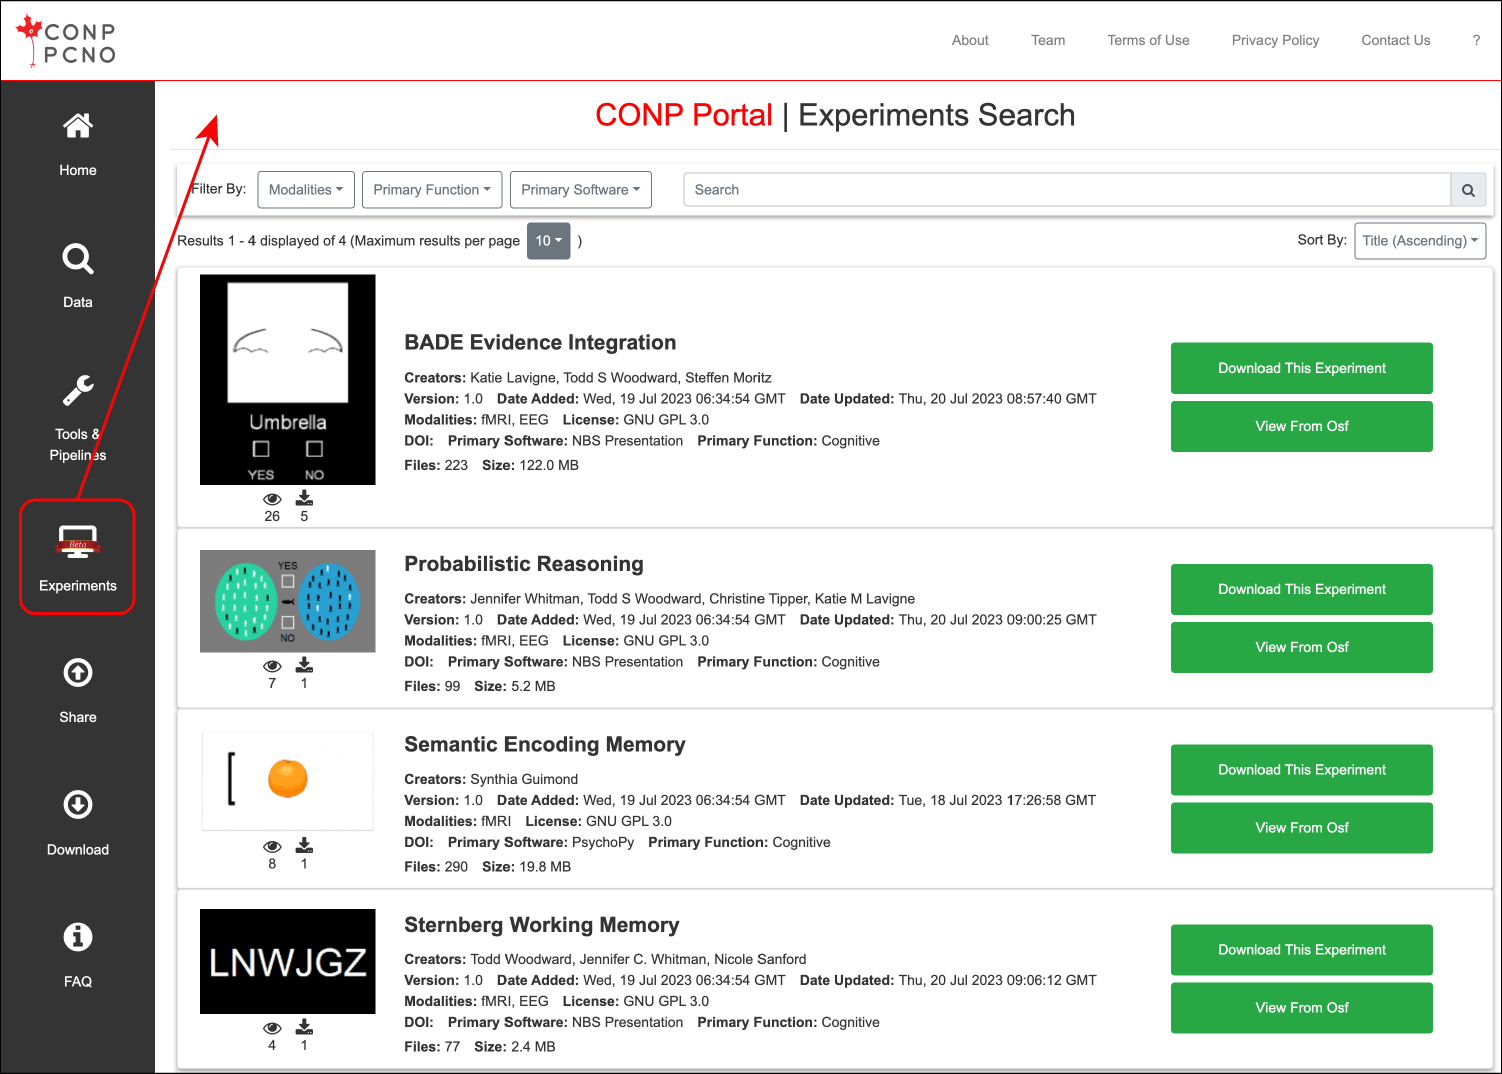 CONP
PCNO
About Team Terms of Use Privacy Policy Contact Us ?
Home
Data
Tools &
Pipelines
Beta
Experiments
Share
Download
FAQ
CONP Portal | Experiments Search
Filter By: Modalities Primary Function Primary Software Search
Results 1 - 4 displayed of 4 (Maximum results per page 10 )
Sort By: Title (Ascending)
Umbrella
YES NO
26 5
BADE Evidence Integration
Creators: Katie Lavigne, Todd S Woodward, Steffen Moritz
Version: 1.0 Date Added: Wed, 19 Jul 2023 06:34:54 GMT Date Updated: Thu, 20 Jul 2023 08:57:40 GMT
Modalities: fMRI, EEG License: GNU GPL 3.0
DOI: Primary Software: NBS Presentation Primary Function: Cognitive
Files: 223 Size: 122.0 MB
Download This Experiment
View From Osf
YES
NO
7 1
Probabilistic Reasoning
Creators: Jennifer Whitman, Todd S Woodward, Christine Tipper, Katie M Lavigne
Version: 1.0 Date Added: Wed, 19 Jul 2023 06:34:54 GMT Date Updated: Thu, 20 Jul 2023 09:00:25 GMT
Modalities: fMRI, EEG License: GNU GPL 3.0
DOI: Primary Software: NBS Presentation Primary Function: Cognitive
Files: 99 Size: 5.2 MB
Download This Experiment
View From Osf
[
8 1
Semantic Encoding Memory
Creators: Synthia Guimond
Version: 1.0 Date Added: Wed, 19 Jul 2023 06:34:54 GMT Date Updated: Tue, 18 Jul 2023 17:26:58 GMT
Modalities: fMRI License: GNU GPL 3.0
DOI: Primary Software: PsychoPy Primary Function: Cognitive
Files: 290 Size: 19.8 MB
Download This Experiment
View From Osf
LNWJGZ
4 1
Sternberg Working Memory
Creators: Todd Woodward, Jennifer C. Whitman, Nicole Sanford
Version: 1.0 Date Added: Wed, 19 Jul 2023 06:34:54 GMT Date Updated: Thu, 20 Jul 2023 09:06:12 GMT
Modalities: fMRI, EEG License: GNU GPL 3.0
DOI: Primary Software: NBS Presentation Primary Function: Cognitive
Files: 77 Size: 2.4 MB
Download This Experiment
View From Osf